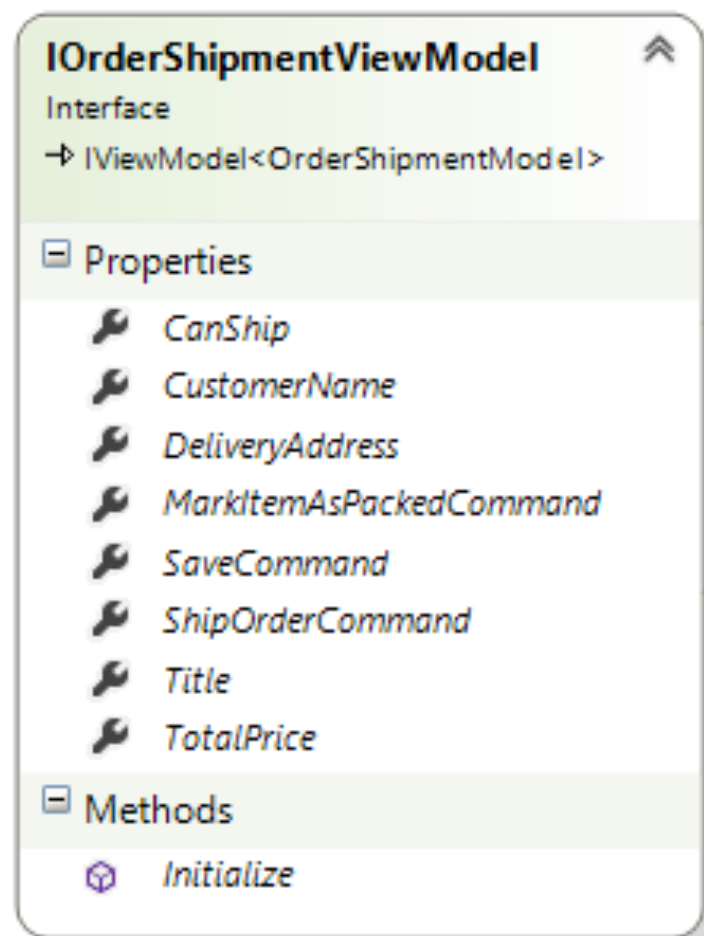 IOrderShipmentViewModel
Interface
IViewModel<OrderShipmentModel>
Properties
CanShip
CustomerName
DeliveryAddress
MarkItemAsPackedCommand
SaveCommand
ShipOrderCommand
Title
TotalPrice
Methods
Initialize